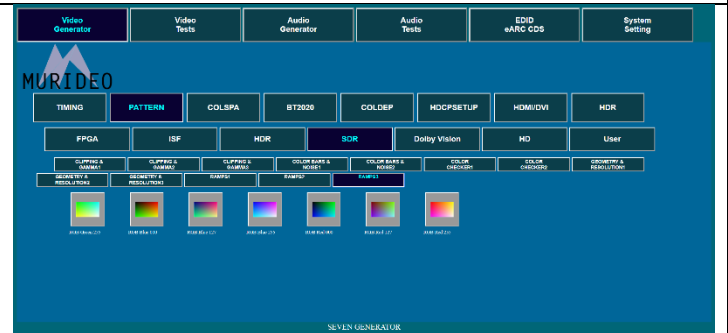 Video Generator
Video Tests
Audio Generator
Audio Tests
EDID eARC CDS
System Setting
MURIDEO
TIMING PATTERN COLSPA BT2020 COLDEP HDCPSETUP HDMI/DVI HDR
FPGA ISF HDR SDR Dolby Vision HD User
CLIPPING & GAMMA1
CLIPPING & GAMMA2
CLIPPING & GAMMA3
COLOR BARS & NOISE1
COLOR BARS & NOISE2
COLOR CHECKER1
COLOR CHECKER2
GEOMETRY & RESOLUTION1
GEOMETRY & RESOLUTION2
GEOMETRY & RESOLUTION3
RAMPS1
RAMPS2
RAMPS3
SEVEN GENERATOR